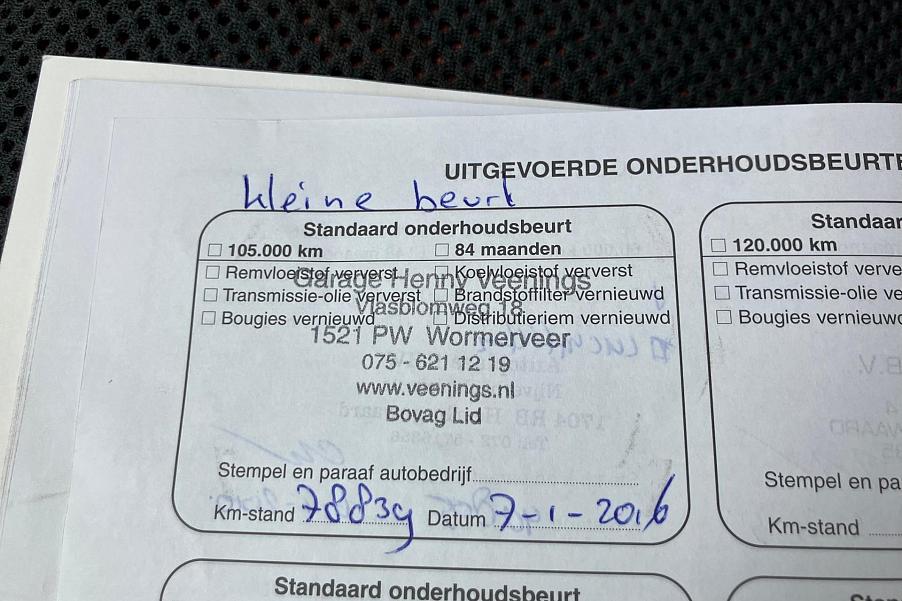 UITGEVOERDE ONDERHOUDSBEURTE
kleine beurt
Standaard onderhoudsbeurt
105.000 km 84 maanden
Remvloeistof ververst Koelvloeistof ververst
Garage Henny Veenings
Transmissie-olie ververst Brandstoffilter vernieuwd
Vlasblomweg 18
Bougies vernieuwd Distributieriem vernieuwd
1521 PW Wormerveer
075 - 621 12 19
www.veenings.nl
Bovag Lid
Stempel en paraaf autobedrijf
Km-stand 78839 Datum 7-1-2016
Standaar
120.000 km
Remvloeistof verve
Transmissie-olie ve
Bougies vernieuwd
Stempel en pa
Km-stand
Standaard onderhoudsbeurt